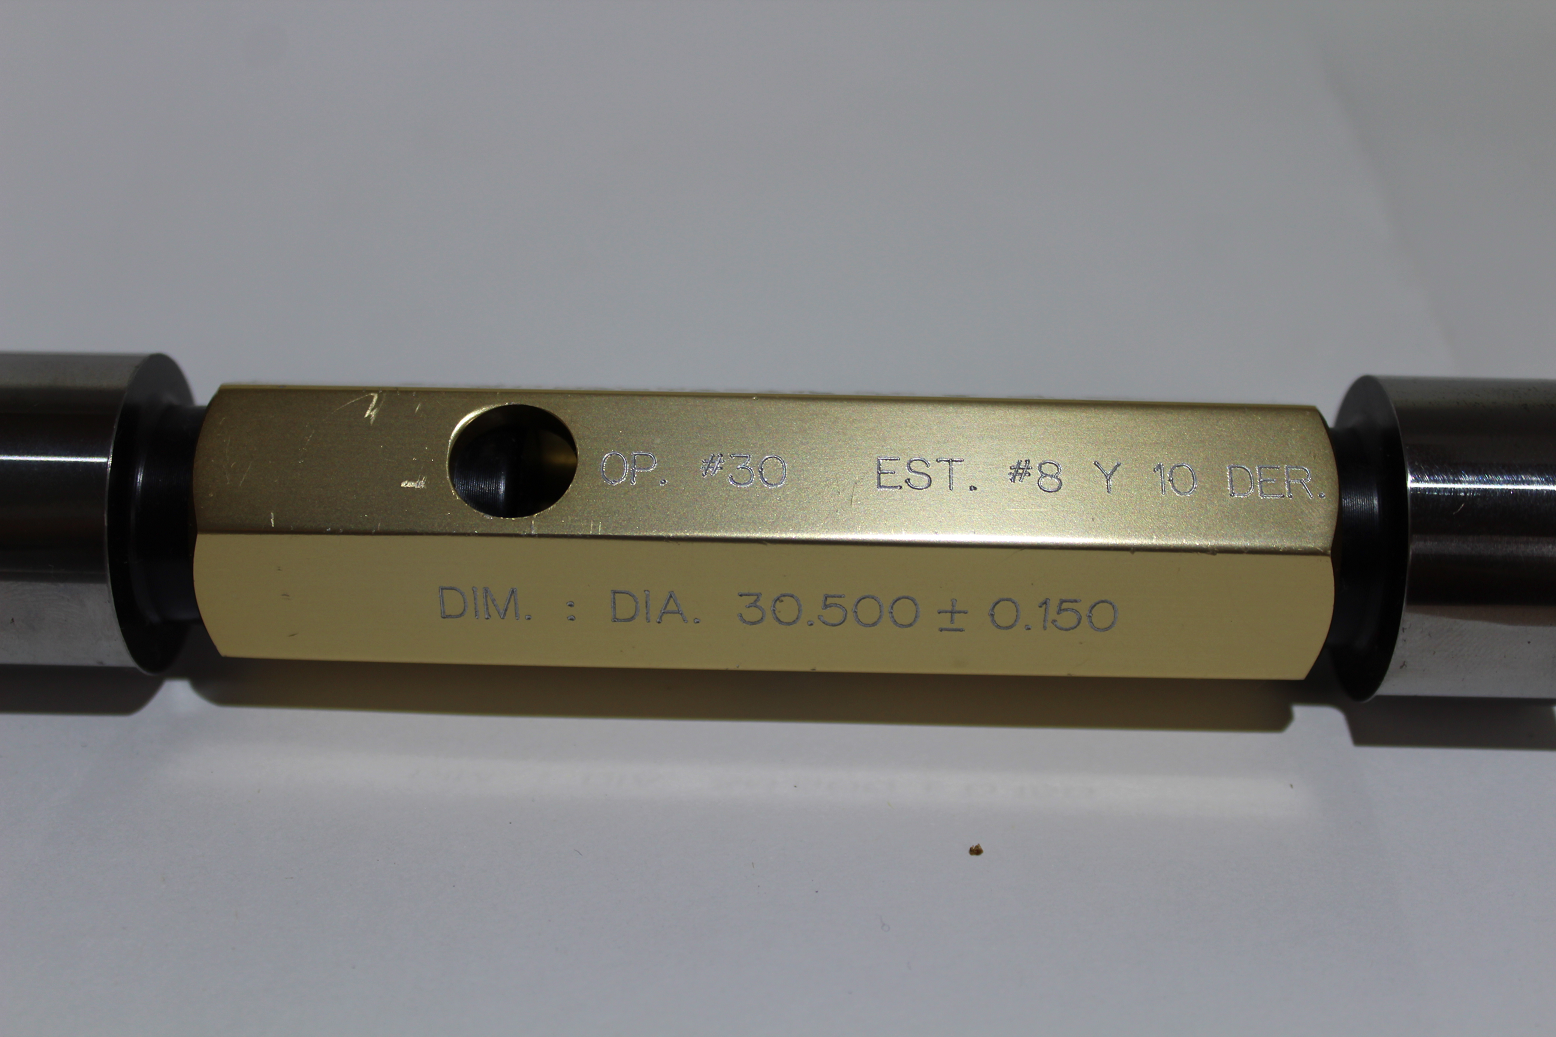 OP. #30 EST. #8 Y 10 DER.
DIM. : DIA. 30.500 ± 0.150